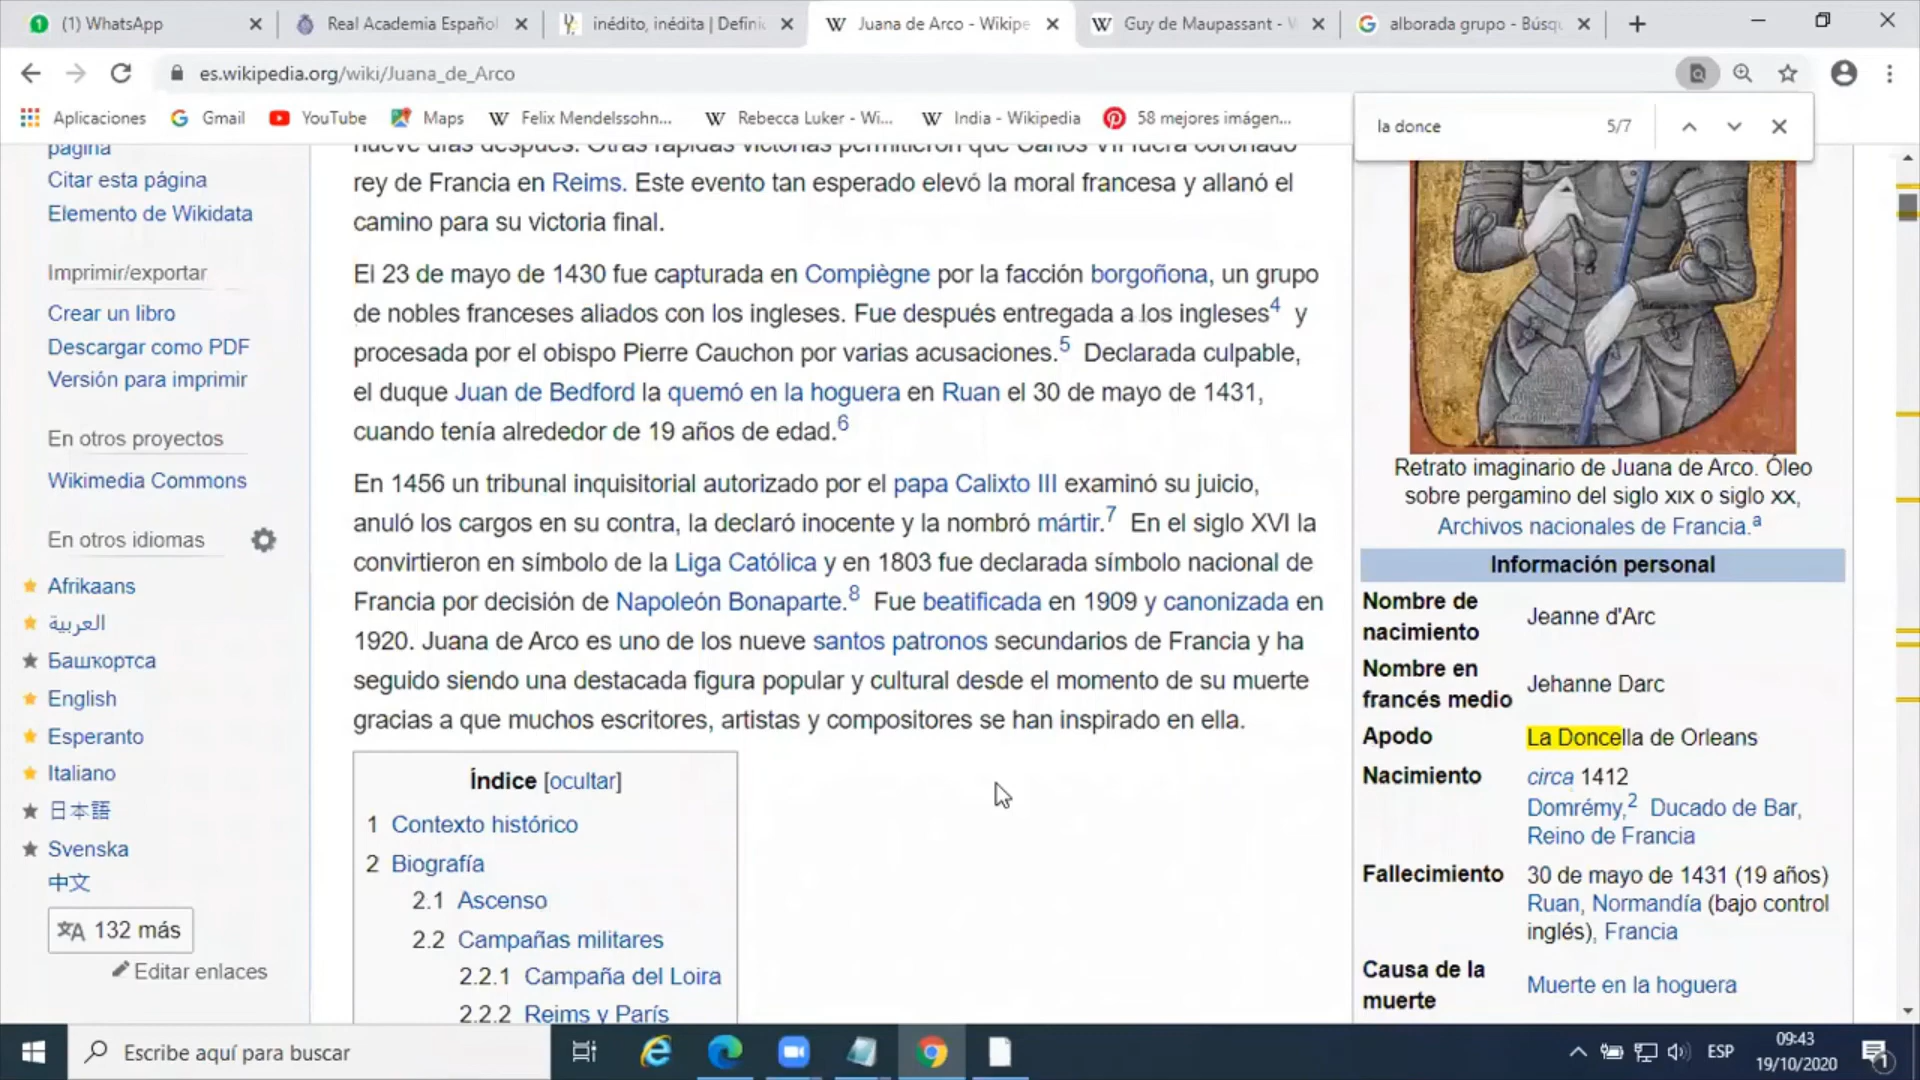 (1) WhatsApp
Real Academia Español
inédito, inédita | Defini
Juana de Arco - Wikipe
Guy de Maupassant - W
alborada grupo - Búsq
es.wikipedia.org/wiki/Juana_de_Arco
Aplicaciones
Gmail
YouTube
Maps
Felix Mendelssohn...
Rebecca Luker - Wi...
India - Wikipedia
58 mejores imágen...
la donce
5/7
página
Citar esta página
Elemento de Wikidata
Imprimir/exportar
Crear un libro
Descargar como PDF
Versión para imprimir
En otros proyectos
Wikimedia Commons
En otros idiomas
Afrikaans
العربية
Башҡортса
English
Esperanto
Italiano
日本語
Svenska
中文
132 más
Editar enlaces
nueve días después. Otras rápidas victorias permitieron que Carlos VII fuera coronado
rey de Francia en Reims. Este evento tan esperado elevó la moral francesa y allanó el
camino para su victoria final.
El 23 de mayo de 1430 fue capturada en Compiègne por la facción borgoñona, un grupo
de nobles franceses aliados con los ingleses. Fue después entregada a los ingleses4 y
procesada por el obispo Pierre Cauchon por varias acusaciones.5 Declarada culpable,
el duque Juan de Bedford la quemó en la hoguera en Ruan el 30 de mayo de 1431,
cuando tenía alrededor de 19 años de edad.6
En 1456 un tribunal inquisitorial autorizado por el papa Calixto III examinó su juicio,
anuló los cargos en su contra, la declaró inocente y la nombró mártir.7 En el siglo XVI la
convirtieron en símbolo de la Liga Católica y en 1803 fue declarada símbolo nacional de
Francia por decisión de Napoleón Bonaparte.8 Fue beatificada en 1909 y canonizada en
1920. Juana de Arco es uno de los nueve santos patronos secundarios de Francia y ha
seguido siendo una destacada figura popular y cultural desde el momento de su muerte
gracias a que muchos escritores, artistas y compositores se han inspirado en ella.
Índice [ocultar]
1 Contexto histórico
2 Biografía
2.1 Ascenso
2.2 Campañas militares
2.2.1 Campaña del Loira
2.2.2 Reims y París
Retrato imaginario de Juana de Arco. Óleo
sobre pergamino del siglo XIX o siglo XX,
Archivos nacionales de Francia.a
Información personal
Nombre de nacimiento Jeanne d'Arc
Nombre en francés medio Jehanne Darc
Apodo La Doncella de Orleans
Nacimiento circa 1412
Domrémy,2 Ducado de Bar,
Reino de Francia
Fallecimiento 30 de mayo de 1431 (19 años)
Ruan, Normandía (bajo control
inglés), Francia
Causa de la muerte Muerte en la hoguera
Escribe aquí para buscar
ESP
09:43
19/10/2020
1